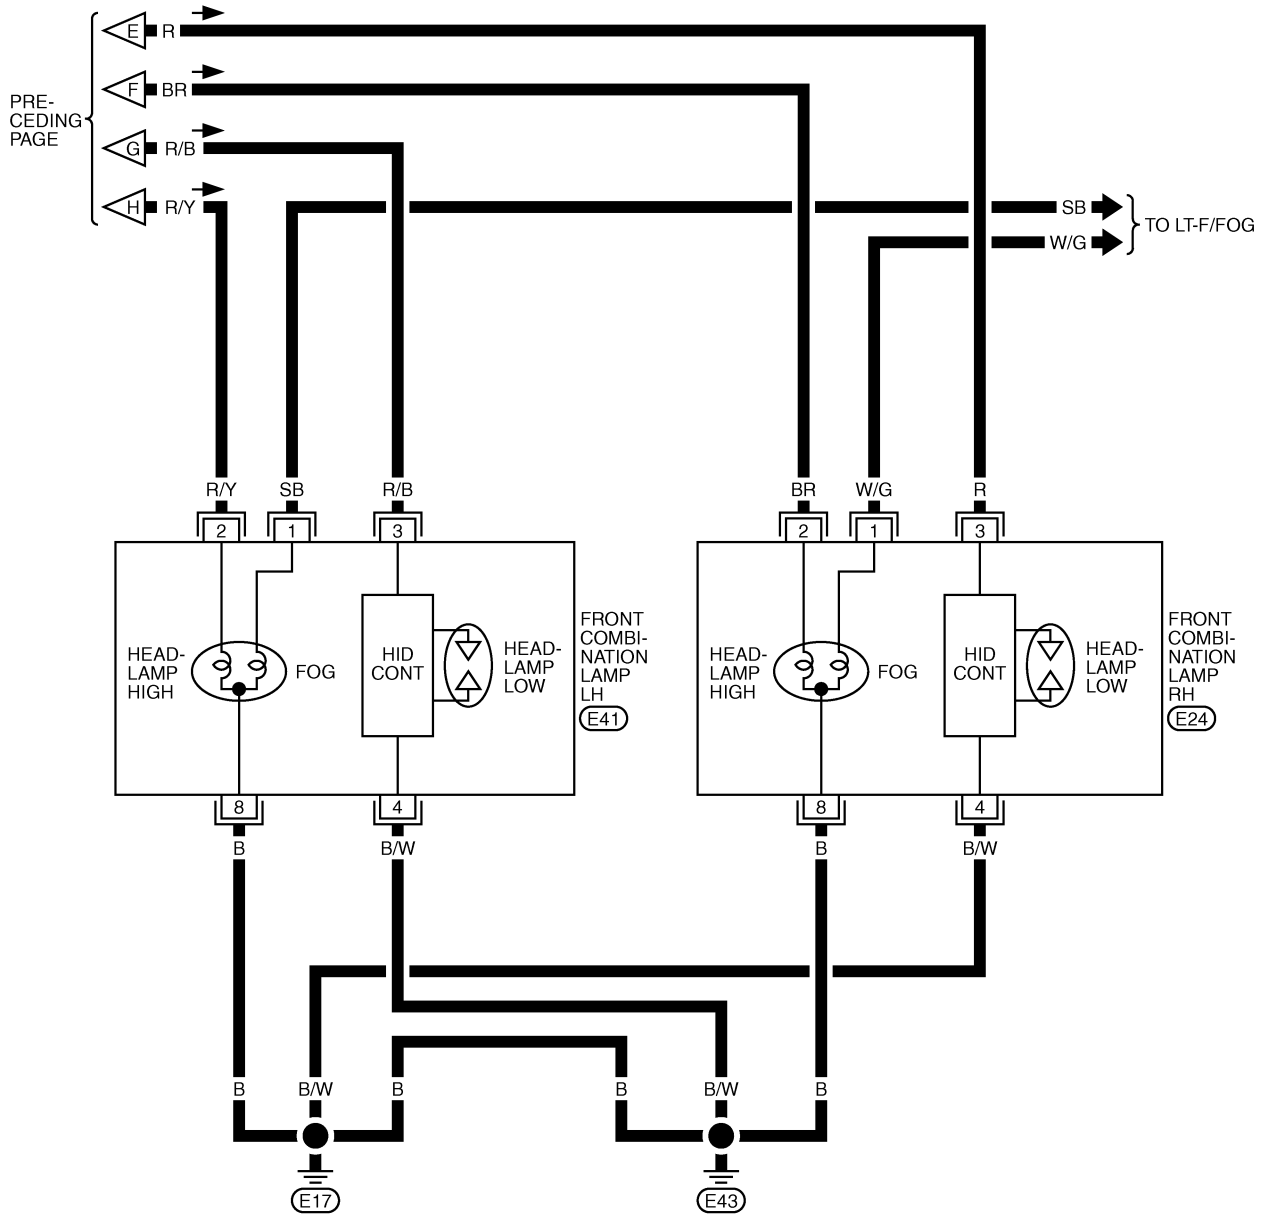 E R
F BR
PRE-
CEDING
PAGE
G R/B
H R/Y
SB
W/G
TO LT-F/FOG
R/Y SB R/B BR W/G R
2 1 3 2 1 3
HEAD-
LAMP
HIGH
FOG
HID
CONT
HEAD-
LAMP
LOW
FRONT
COMBI-
NATION
LAMP
LH
E41
HEAD-
LAMP
HIGH
FOG
HID
CONT
HEAD-
LAMP
LOW
FRONT
COMBI-
NATION
LAMP
RH
E24
8 4 8 4
B B/W B B/W
B B/W B B B/W B
E17 E43